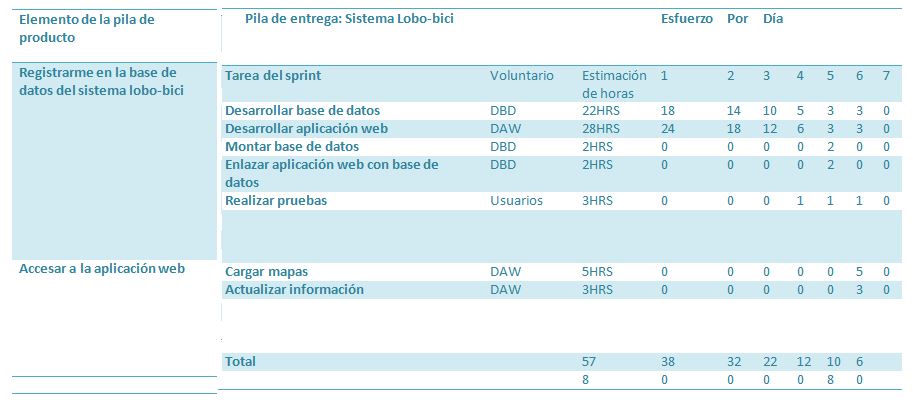 Elemento de la pila de producto Pila de entrega: Sistema Lobo-bici Esfuerzo Por Día
Registrarme en la base de datos del sistema lobo-bici Tarea del sprint Voluntario Estimación de horas 1 2 3 4 5 6 7
Desarrollar base de datos DBD 22HRS 18 14 10 5 3 3 0
Desarrollar aplicación web DAW 28HRS 24 18 12 6 3 3 0
Montar base de datos DBD 2HRS 0 0 0 0 2 0 0
Enlazar aplicación web con base de datos DBD 2HRS 0 0 0 0 2 0 0
Realizar pruebas Usuarios 3HRS 0 0 0 1 1 1 0
Accesar a la aplicación web Cargar mapas DAW 5HRS 0 0 0 0 0 5 0
Actualizar información DAW 3HRS 0 0 0 0 0 3 0
Total 57 38 32 22 12 10 6
8 0 0 0 0 8 0